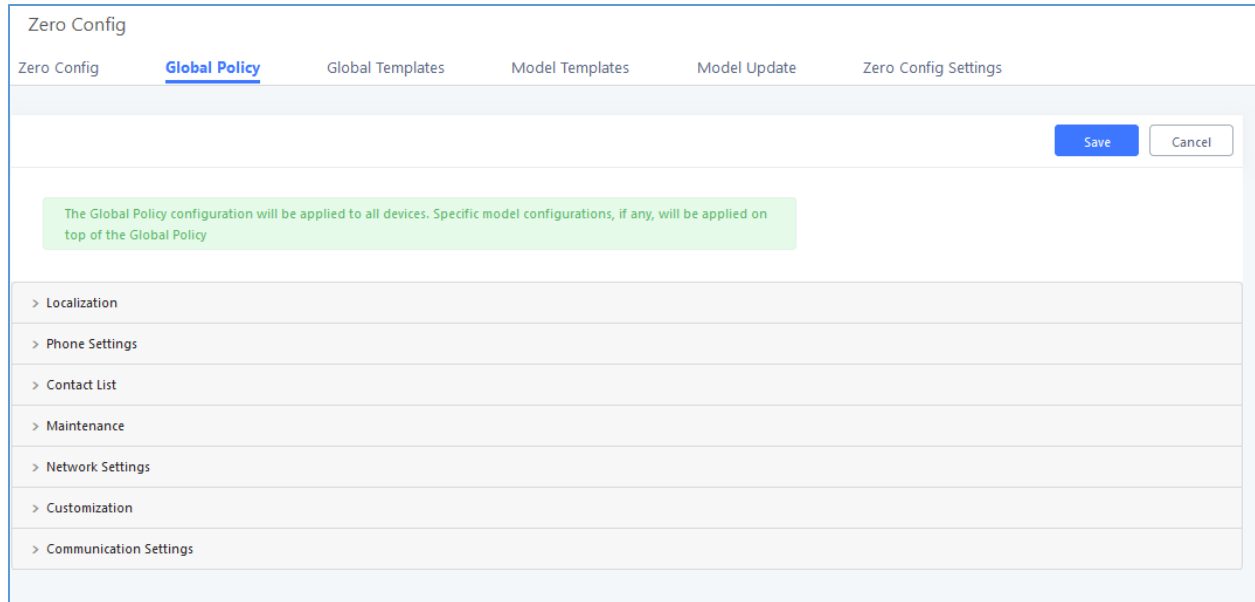 Zero Config
Zero Config Global Policy Global Templates Model Templates Model Update Zero Config Settings
Save Cancel
The Global Policy configuration will be applied to all devices. Specific model configurations, if any, will be applied on
top of the Global Policy
> Localization
> Phone Settings
> Contact List
> Maintenance
> Network Settings
> Customization
> Communication Settings